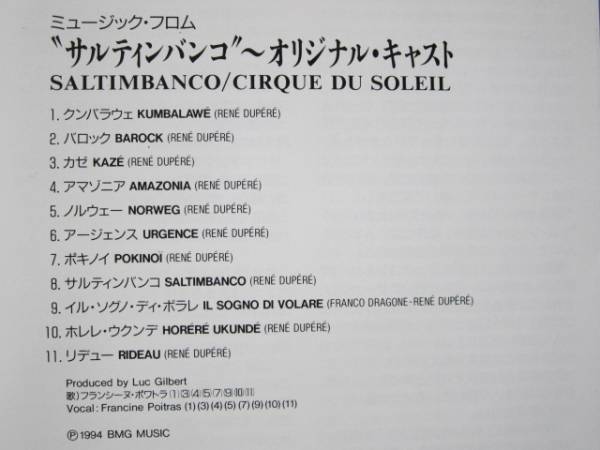 ミュージック・フロム
“サルティンバンコ”～オリジナル・キャスト
SALTIMBANCO/CIRQUE DU SOLEIL
1. クンバラウェ KUMBALAWÉ (RENÉ DUPÉRÉ)
2. バロック BAROCK (RENÉ DUPÉRÉ)
3. カゼ KAZÉ (RENÉ DUPÉRÉ)
4. アマゾニア AMAZONIA (RENÉ DUPÉRÉ)
5. ノルウェー NORWEG (RENÉ DUPÉRÉ)
6. アージェンス URGENCE (RENÉ DUPÉRÉ)
7. ポキノイ POKINOÏ (RENÉ DUPÉRÉ)
8. サルティンバンコ SALTIMBANCO (RENÉ DUPÉRÉ)
9. イル・ソグノ・ディ・ボラレ IL SOGNO DI VOLARE (FRANCO DRAGONE-RENÉ DUPÉRÉ)
10. ホレレ・ウクンデ HORÉRÉ UKUNDÉ (RENÉ DUPÉRÉ)
11. リデュー RIDEAU (RENÉ DUPÉRÉ)
Produced by Luc Gilbert
歌)フランシーヌ・ポワトラ(1)(3)(4)(5)(7)(9)(10)(11)
Vocal: Francine Poitras (1) (3) (4) (5) (7) (9) (10) (11)
Ⓟ 1994 BMG MUSIC